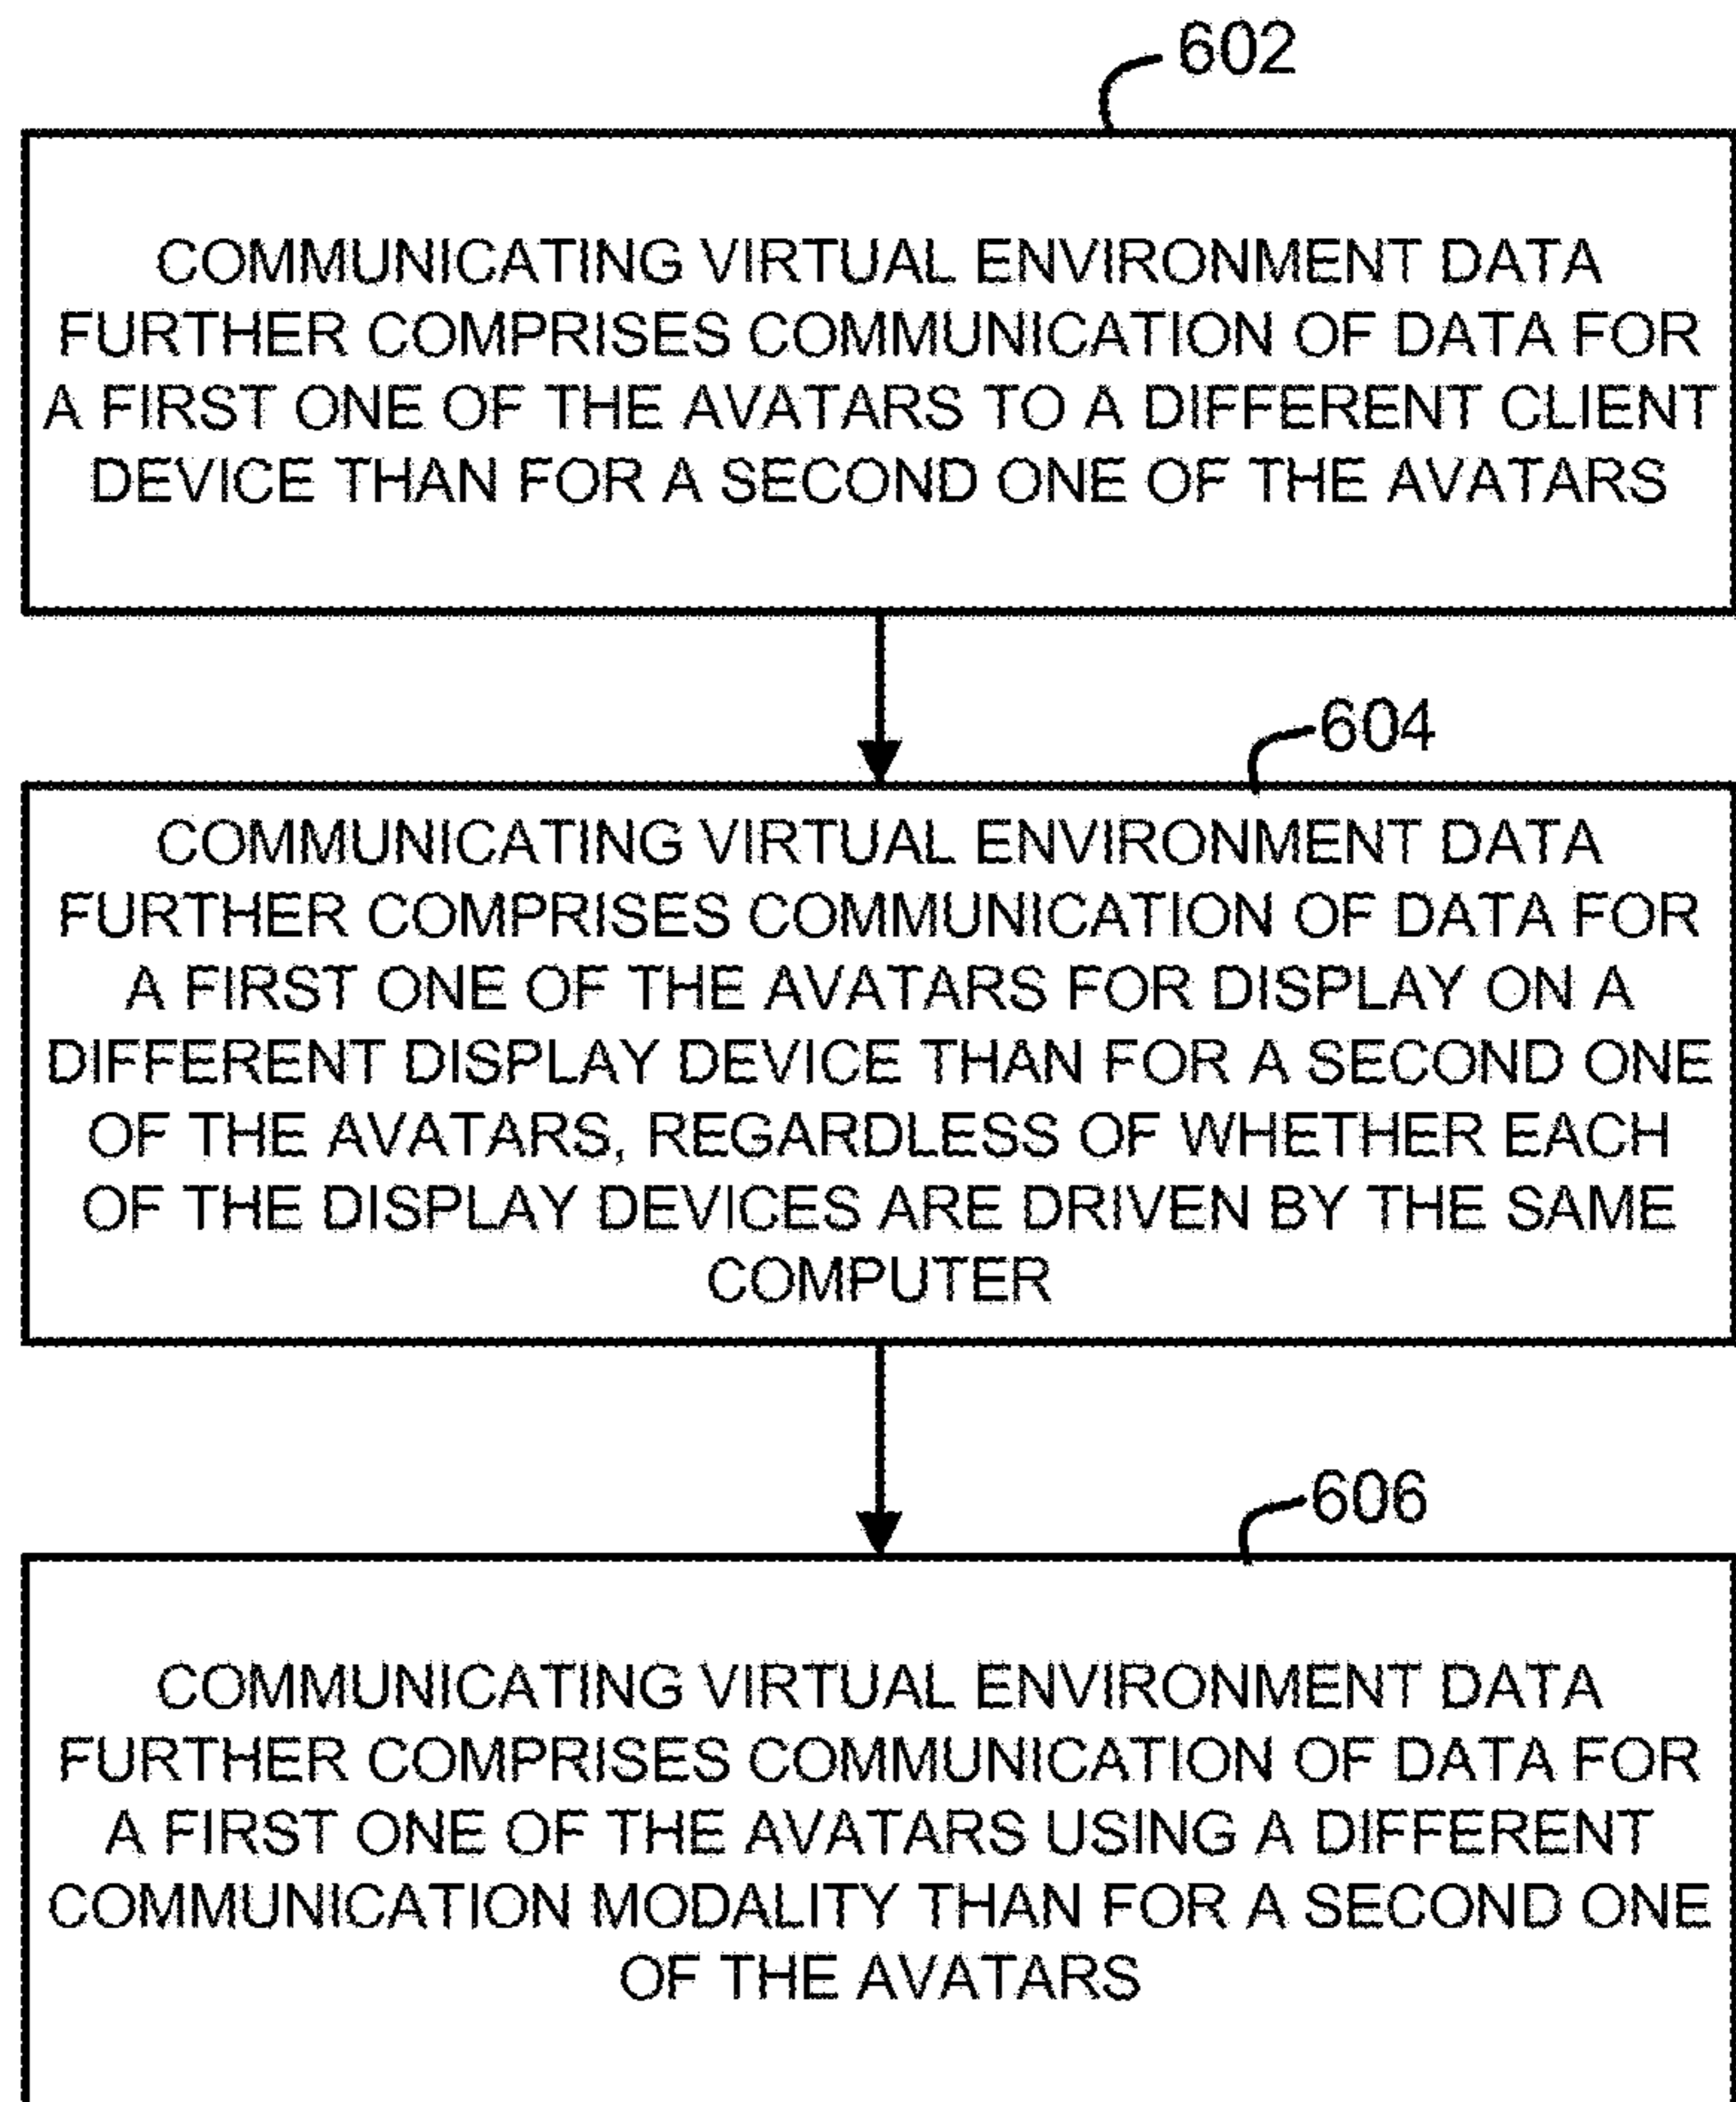 602
COMMUNICATING VIRTUAL ENVIRONMENT DATA
FURTHER COMPRISES COMMUNICATION OF DATA FOR
A FIRST ONE OF THE AVATARS TO A DIFFERENT CLIENT
DEVICE THAN FOR A SECOND ONE OF THE AVATARS
604
COMMUNICATING VIRTUAL ENVIRONMENT DATA
FURTHER COMPRISES COMMUNICATION OF DATA FOR
A FIRST ONE OF THE AVATARS FOR DISPLAY ON A
DIFFERENT DISPLAY DEVICE THAN FOR A SECOND ONE
OF THE AVATARS, REGARDLESS OF WHETHER EACH
OF THE DISPLAY DEVICES ARE DRIVEN BY THE SAME
COMPUTER
606
COMMUNICATING VIRTUAL ENVIRONMENT DATA
FURTHER COMPRISES COMMUNICATION OF DATA FOR
A FIRST ONE OF THE AVATARS USING A DIFFERENT
COMMUNICATION MODALITY THAN FOR A SECOND ONE
OF THE AVATARS